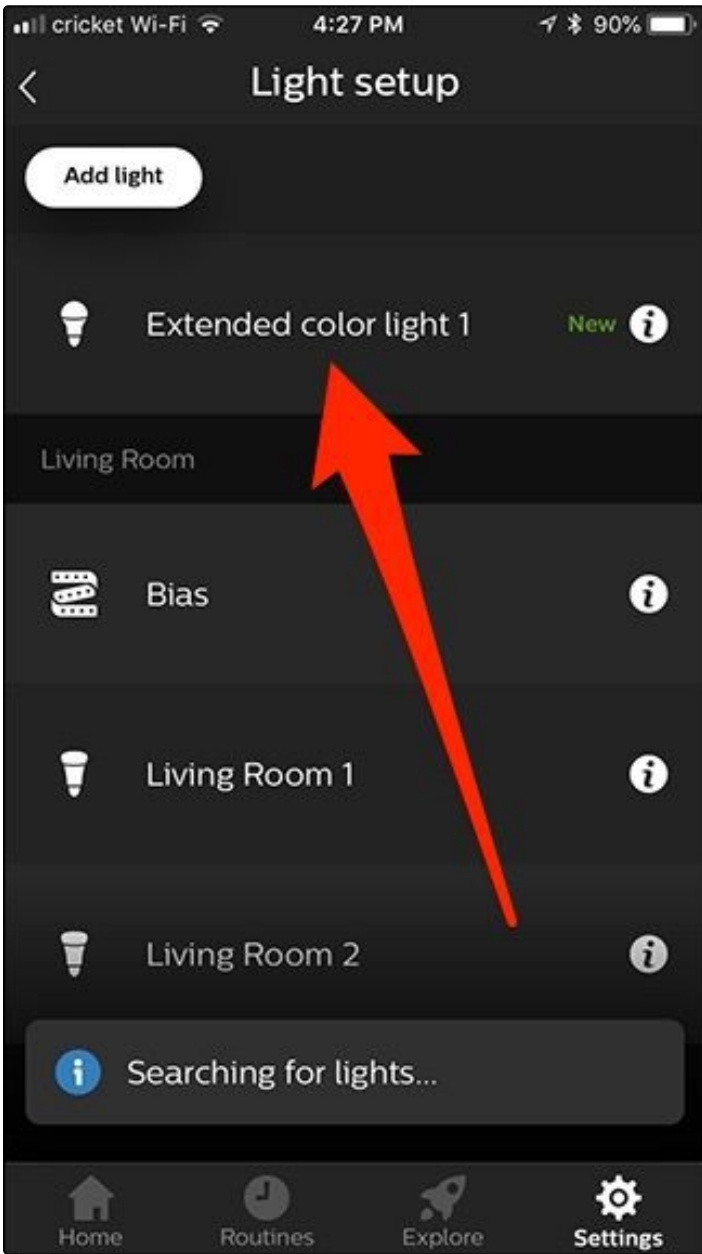 cricket Wi-Fi 4:27 PM 90%
Light setup
Add light
Extended color light 1 New
Living Room
Bias
Living Room 1
Living Room 2
Searching for lights...
Home Routines Explore Settings